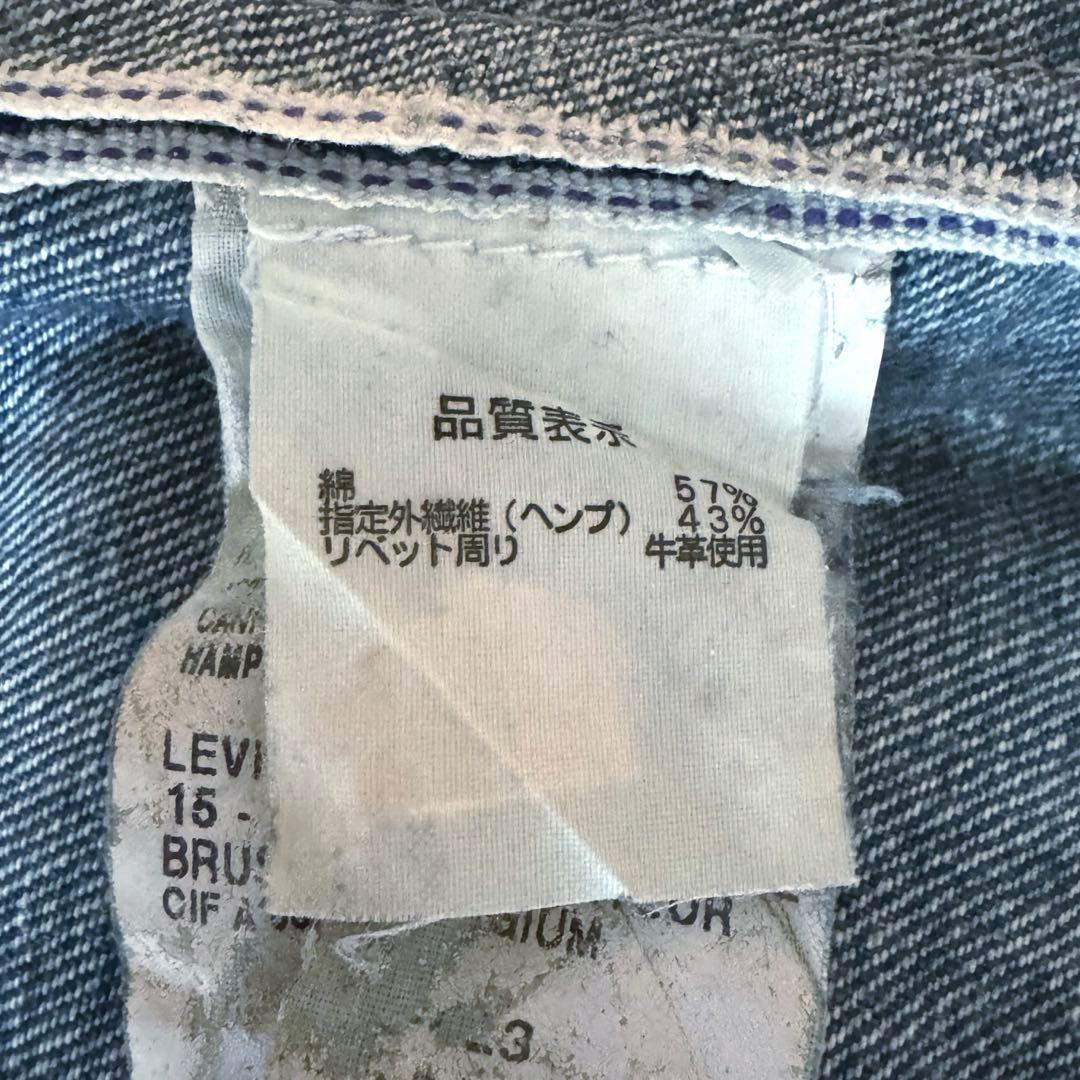 品質表示
綿 57%
指定外繊維(ヘンプ) 43%
リベット周り 牛革使用
HAMP
LEVI
15 -
BRUS
CIF A
GIUM
3